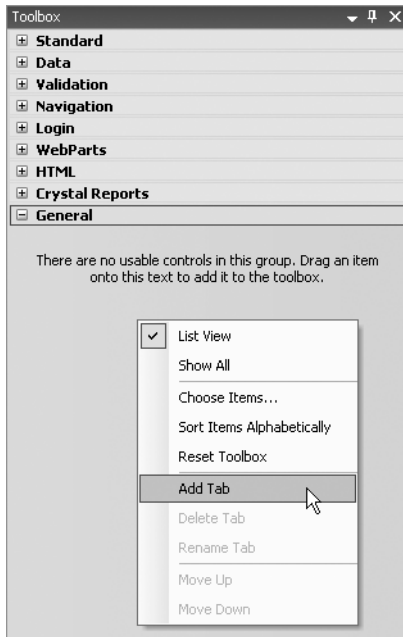 Toolbox
Standard
Data
Validation
Navigation
Login
WebParts
HTML
Crystal Reports
General
There are no usable controls in this group. Drag an item
onto this text to add it to the toolbox.
List View
Show All
Choose Items...
Sort Items Alphabetically
Reset Toolbox
Add Tab
Delete Tab
Rename Tab
Move Up
Move Down